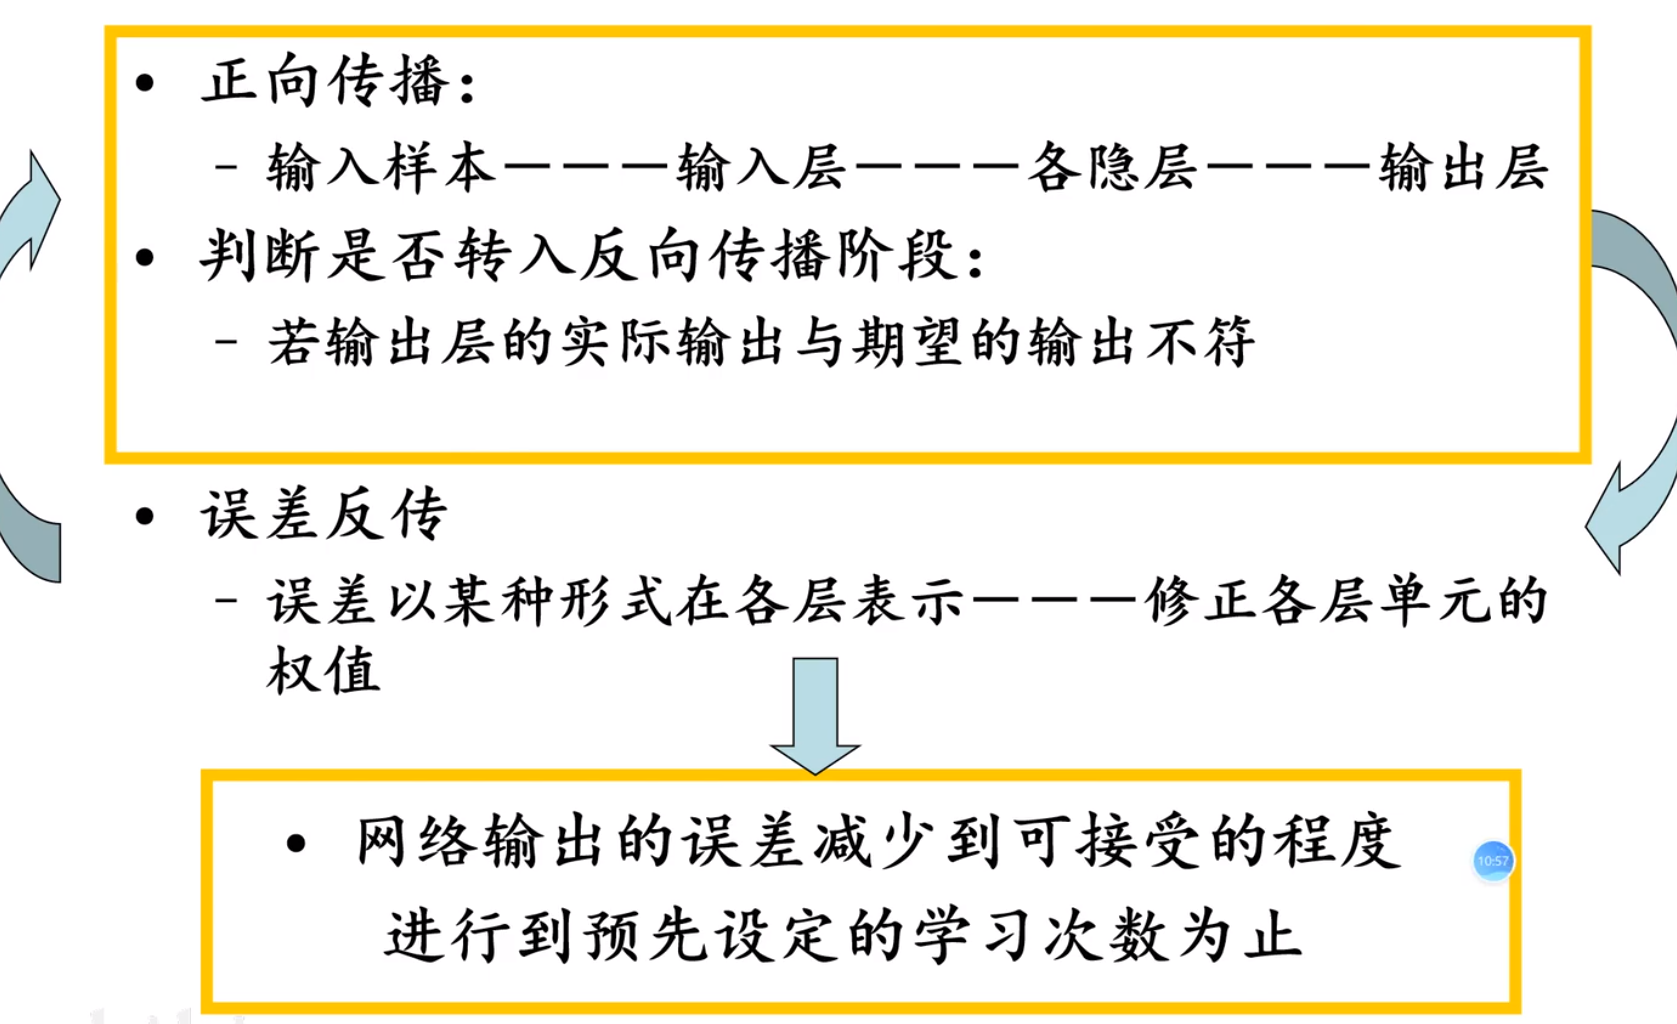 • 正向传播：
– 输入样本———输入层———各隐层———输出层
• 判断是否转入反向传播阶段：
– 若输出层的实际输出与期望的输出不符
• 误差反传
– 误差以某种形式在各层表示———修正各层单元的
权值
• 网络输出的误差减少到可接受的程度
进行到预先设定的学习次数为止
10:57